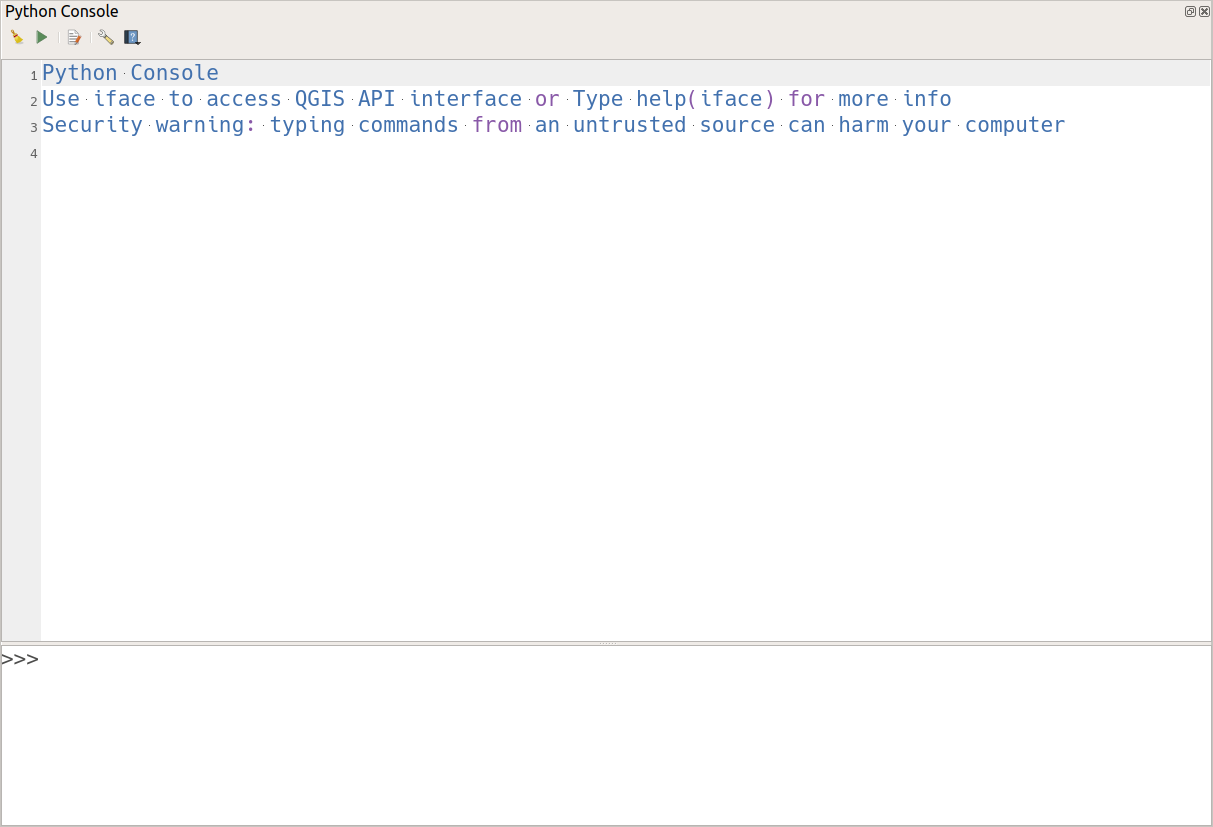 Python Console
1 Python Console
2 Use iface to access QGIS API interface or Type help(iface) for more info
3 Security warning: typing commands from an untrusted source can harm your computer
4
>>>